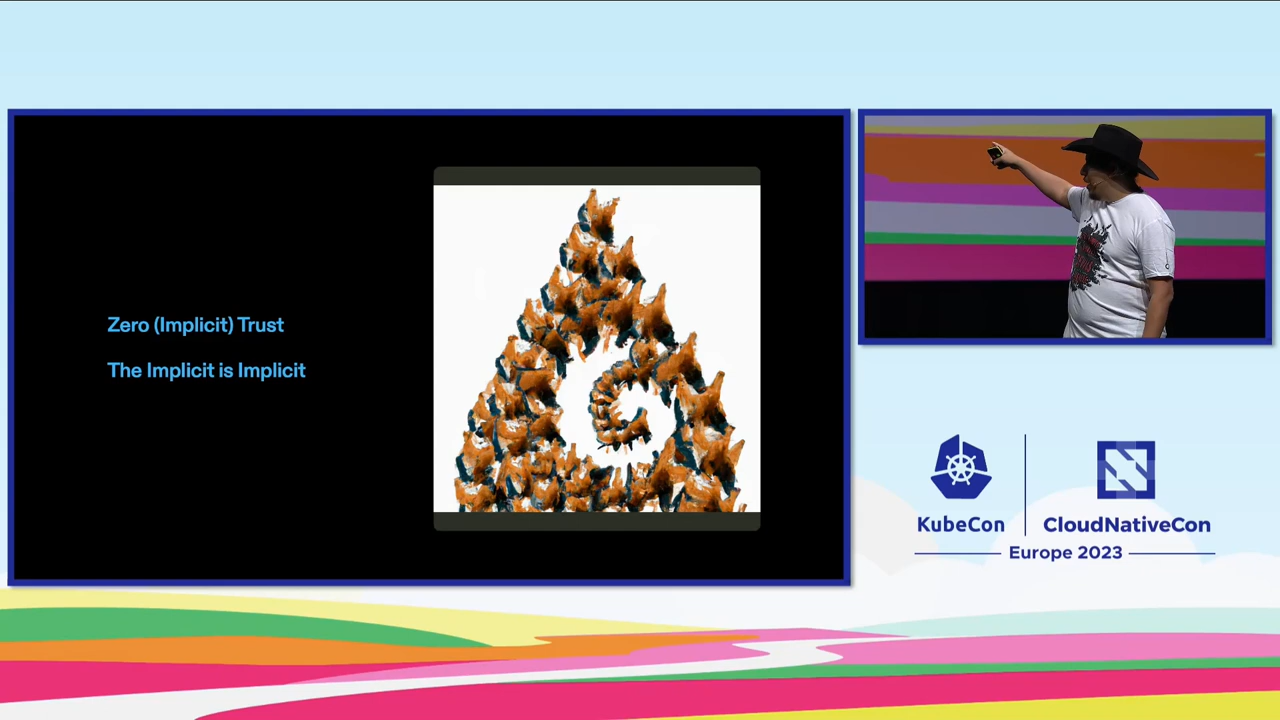 Zero (Implicit) Trust
The Implicit is Implicit
KubeCon
CloudNativeCon
Europe 2023